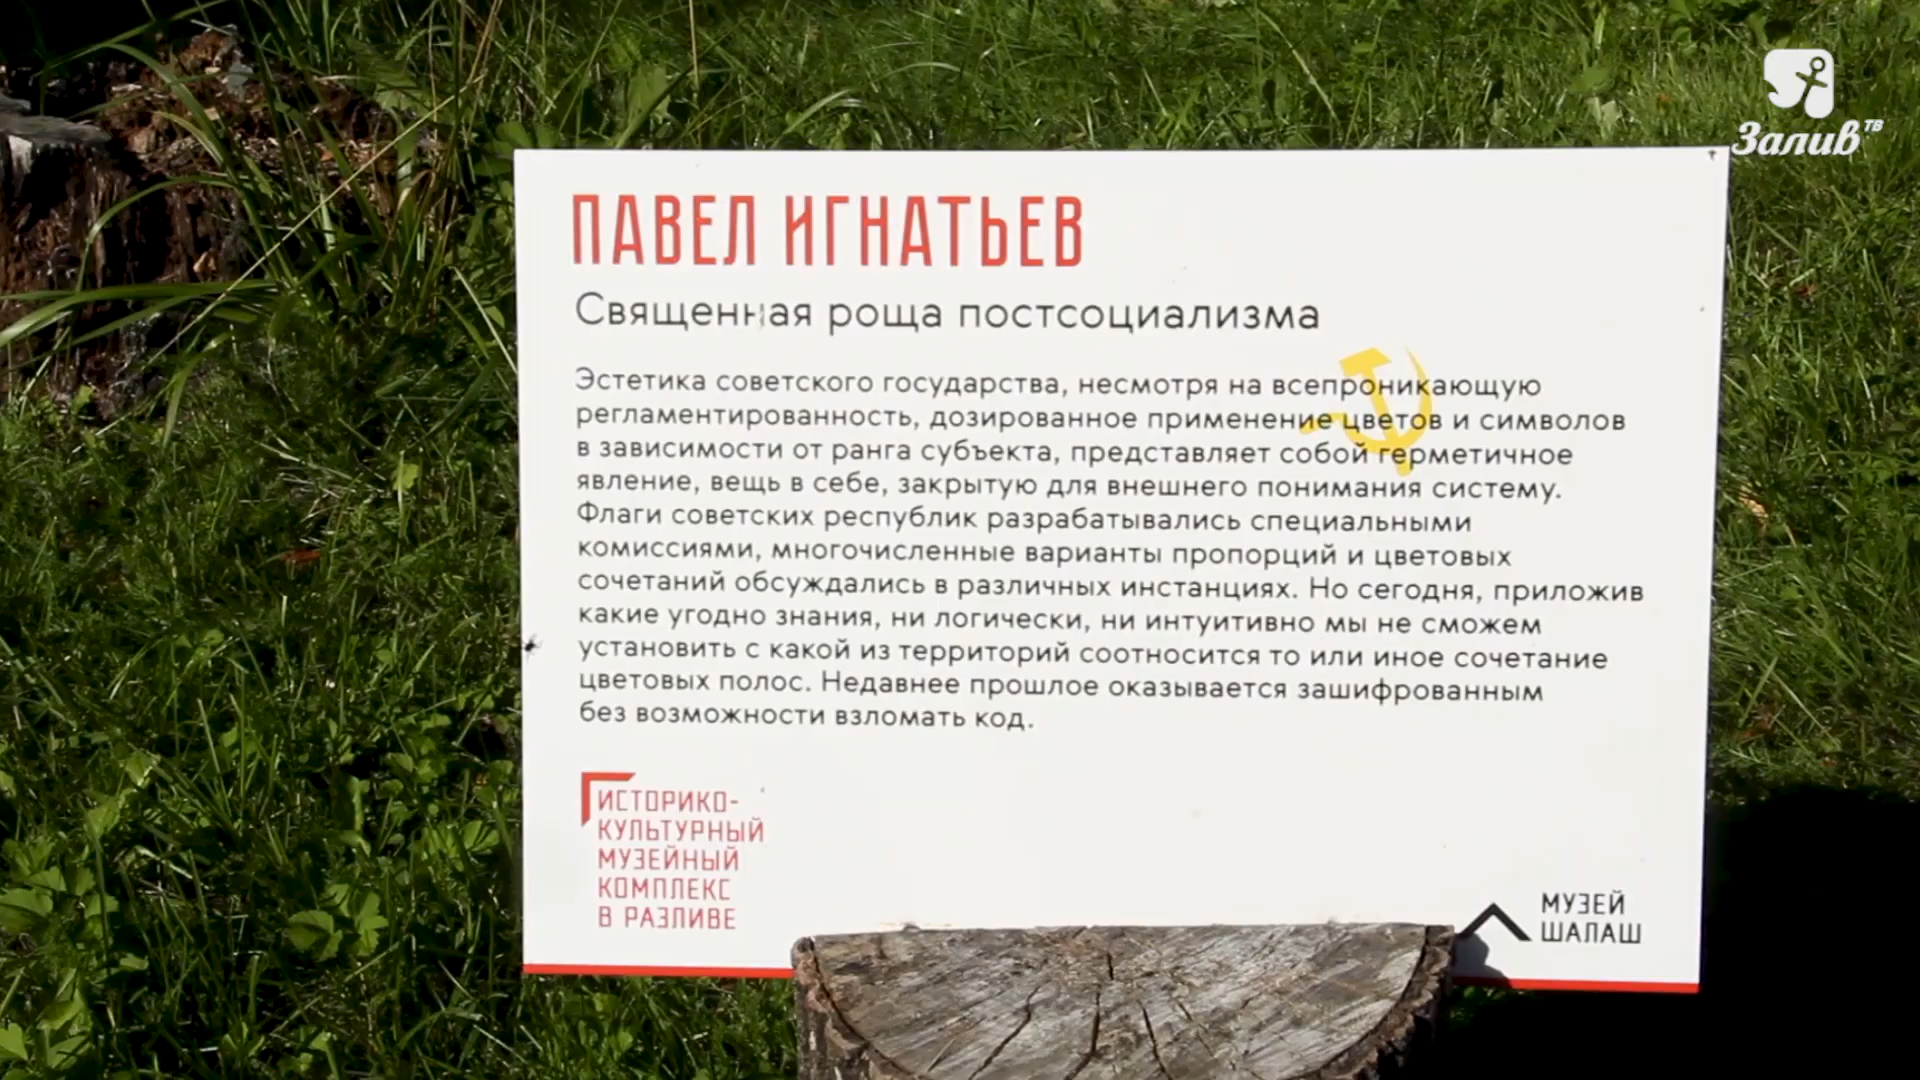 Залив ТВ
ПАВЕЛ ИГНАТЬЕВ
Священная роща постсоциализма
Эстетика советского государства, несмотря на всепроникающую
регламентированность, дозированное применение цветов и символов
в зависимости от ранга субъекта, представляет собой герметичное
явление, вещь в себе, закрытую для внешнего понимания систему.
Флаги советских республик разрабатывались специальными
комиссиями, многочисленные варианты пропорций и цветовых
сочетаний обсуждались в различных инстанциях. Но сегодня, приложив
какие угодно знания, ни логически, ни интуитивно мы не сможем
установить с какой из территорий соотносится то или иное сочетание
цветовых полос. Недавнее прошлое оказывается зашифрованным
без возможности взломать код.
ИСТОРИКО-
КУЛЬТУРНЫЙ
МУЗЕЙНЫЙ
КОМПЛЕКС
В РАЗЛИВЕ
МУЗЕЙ
ШАЛАШ